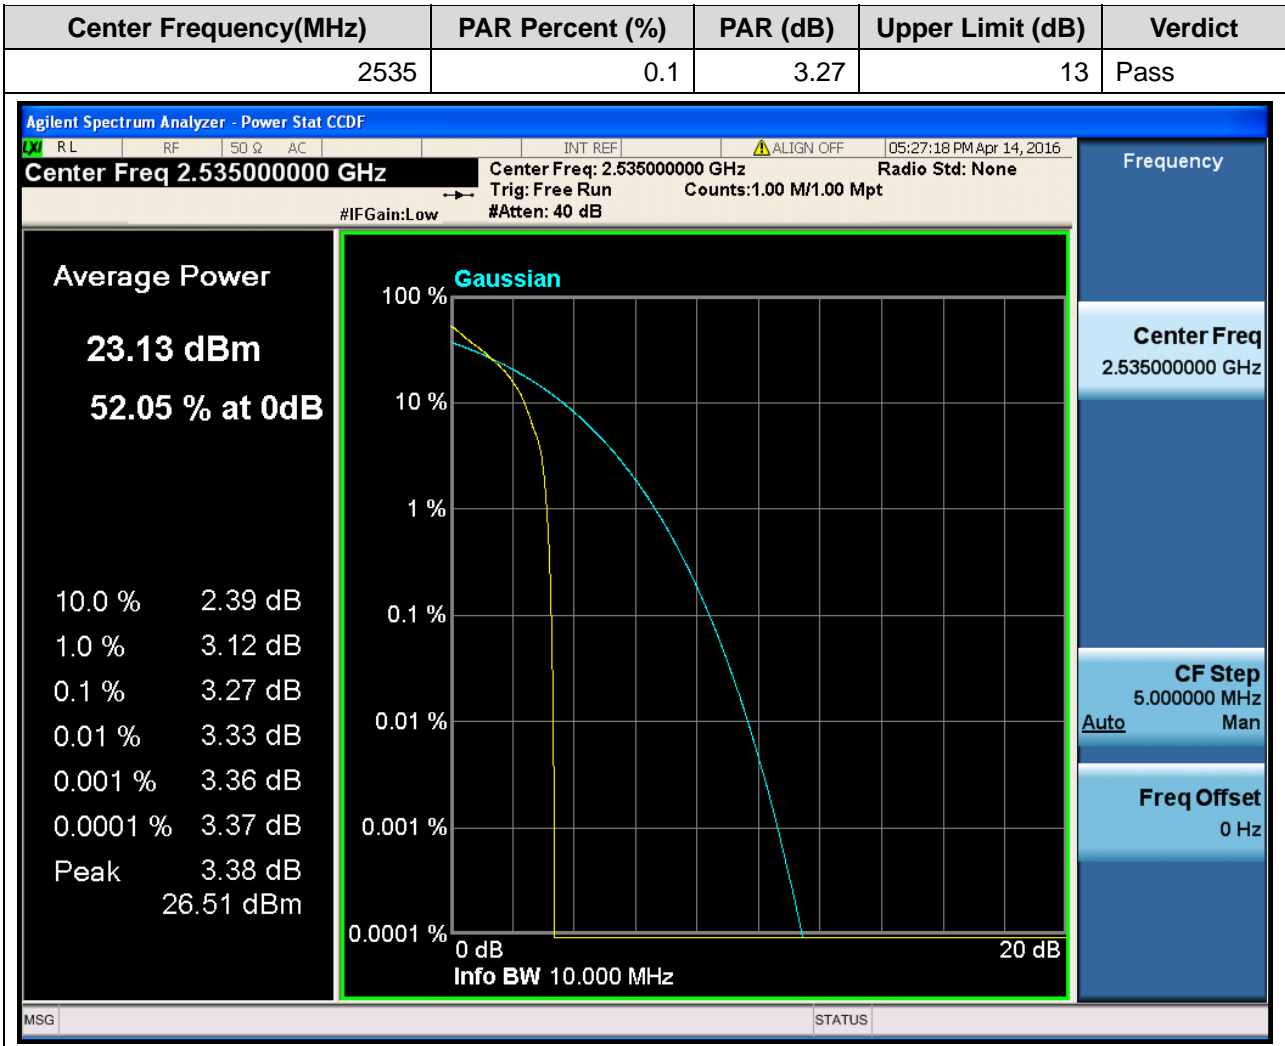 Center Frequency(MHz) PAR Percent (%) PAR (dB) Upper Limit (dB) Verdict
2535 0.1 3.27 13 Pass
Agilent Spectrum Analyzer - Power Stat CCDF
LXI RL RF 50 Ω AC INT REF ALIGN OFF 05:27:18 PM Apr 14, 2016
Center Freq 2.535000000 GHz
#IFGain:Low
Center Freq: 2.535000000 GHz
Trig: Free Run Counts:1.00 M/1.00 Mpt
#Atten: 40 dB
Radio Std: None
Average Power
23.13 dBm
52.05 % at 0dB
10.0 % 2.39 dB
1.0 % 3.12 dB
0.1 % 3.27 dB
0.01 % 3.33 dB
0.001 % 3.36 dB
0.0001 % 3.37 dB
Peak 3.38 dB
26.51 dBm
Gaussian
100 %
10 %
1 %
0.1 %
0.01 %
0.001 %
0.0001 %
0 dB 20 dB
Info BW 10.000 MHz
Frequency
Center Freq
2.535000000 GHz
CF Step
5.000000 MHz
Auto Man
Freq Offset
0 Hz
MSG STATUS